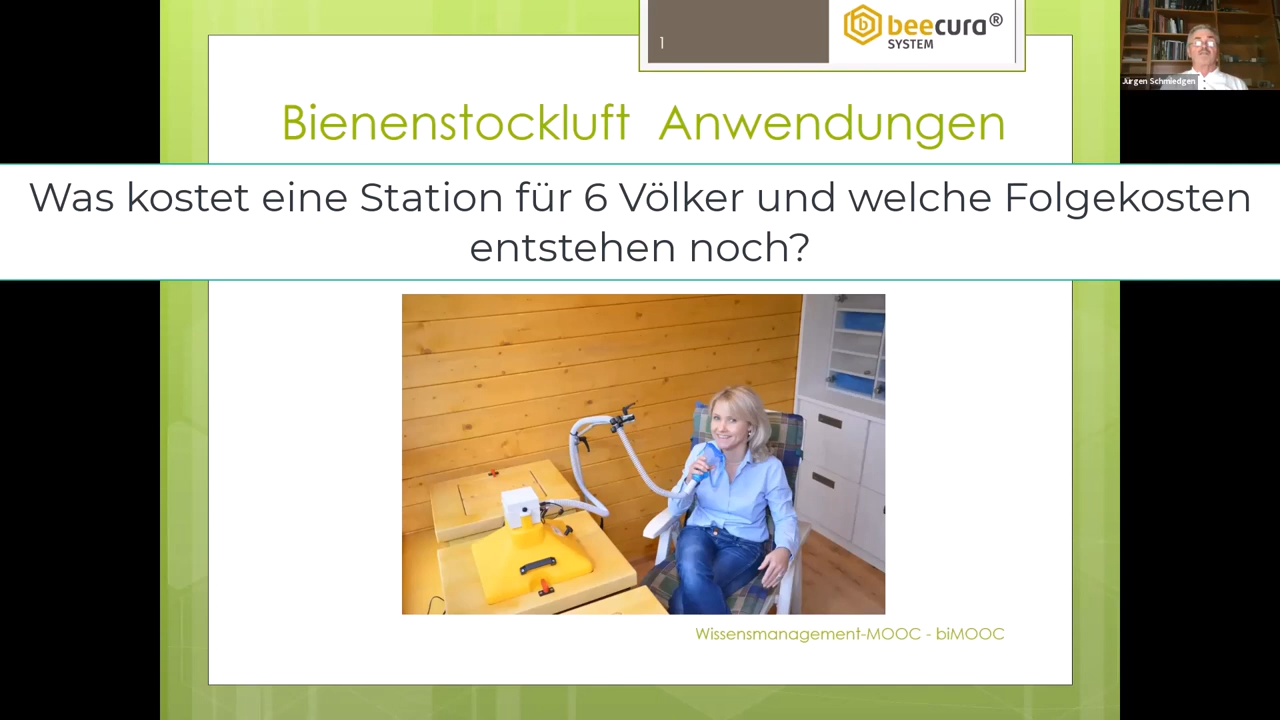 1
beecura®
SYSTEM
Jürgen Schmiedgen
Bienenstockluft Anwendungen
Was kostet eine Station für 6 Völker und welche Folgekosten
entstehen noch?
Wissensmanagement-MOOC - biMOOC